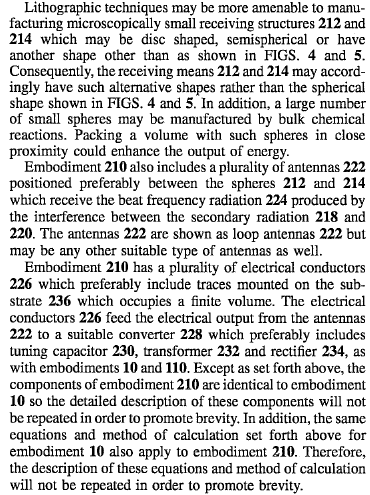 Lithographic techniques may be more amenable to manu-
facturing microscopically small receiving structures 212 and
214 which may be disc shaped, semispherical or have
another shape other than as shown in FIGS. 4 and 5.
Consequently, the receiving means 212 and 214 may accord-
ingly have such alternative shapes rather than the spherical
shape shown in FIGS. 4 and 5. In addition, a large number
of small spheres may be manufactured by bulk chemical
reactions. Packing a volume with such spheres in close
proximity could enhance the output of energy.
Embodiment 210 also includes a plurality of antennas 222
positioned preferably between the spheres 212 and 214
which receive the beat frequency radiation 224 produced by
the interference between the secondary radiation 218 and
220. The antennas 222 are shown as loop antennas 222 but
may be any other suitable type of antennas as well.
Embodiment 210 has a plurality of electrical conductors
226 which preferably include traces mounted on the sub-
strate 236 which occupies a finite volume. The electrical
conductors 226 feed the electrical output from the antennas
222 to a suitable converter 228 which preferably includes
tuning capacitor 230, transformer 232 and rectifier 234, as
with embodiments 10 and 110. Except as set forth above, the
components of embodiment 210 are identical to embodiment
10 so the detailed description of these components will not
be repeated in order to promote brevity. In addition, the same
equations and method of calculation set forth above for
embodiment 10 also apply to embodiment 210. Therefore,
the description of these equations and method of calculation
will not be repeated in order to promote brevity.